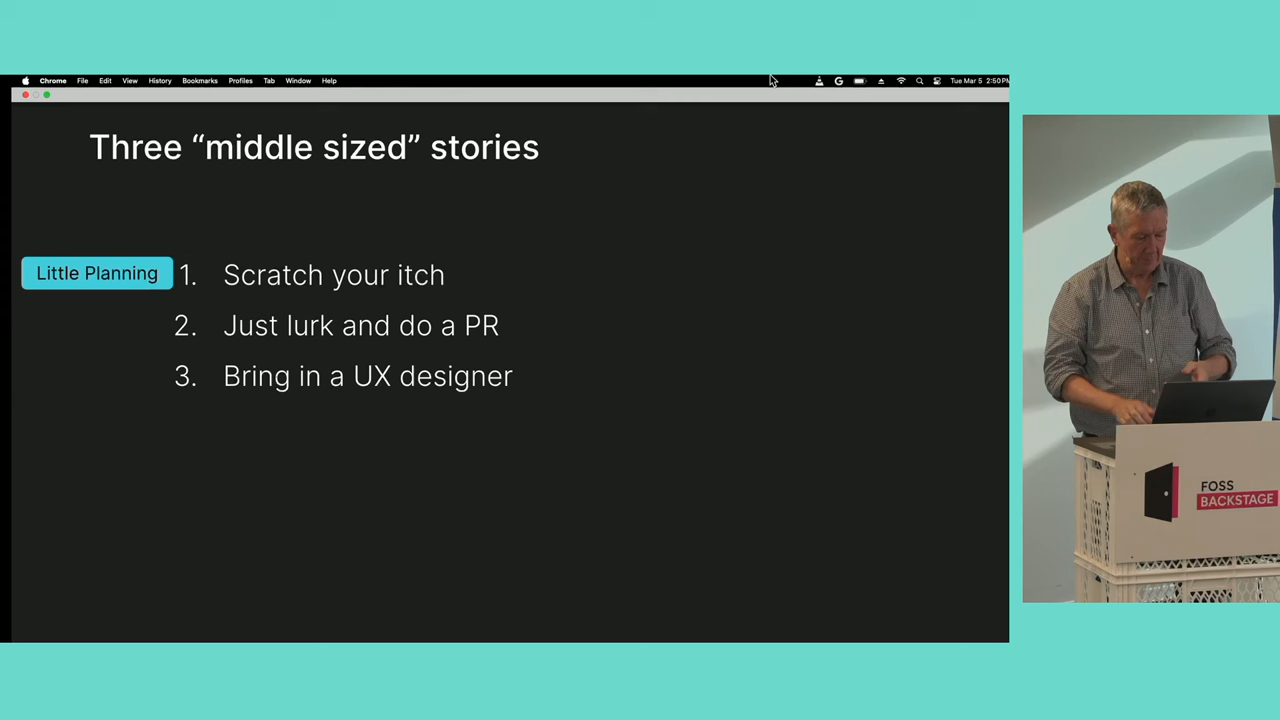 Chrome File Edit View History Bookmarks Profiles Tab Window Help
Tue Mar 5 2:50PM
Three “middle sized” stories
Little Planning
1. Scratch your itch
2. Just lurk and do a PR
3. Bring in a UX designer
FOSS
BACKSTAGE